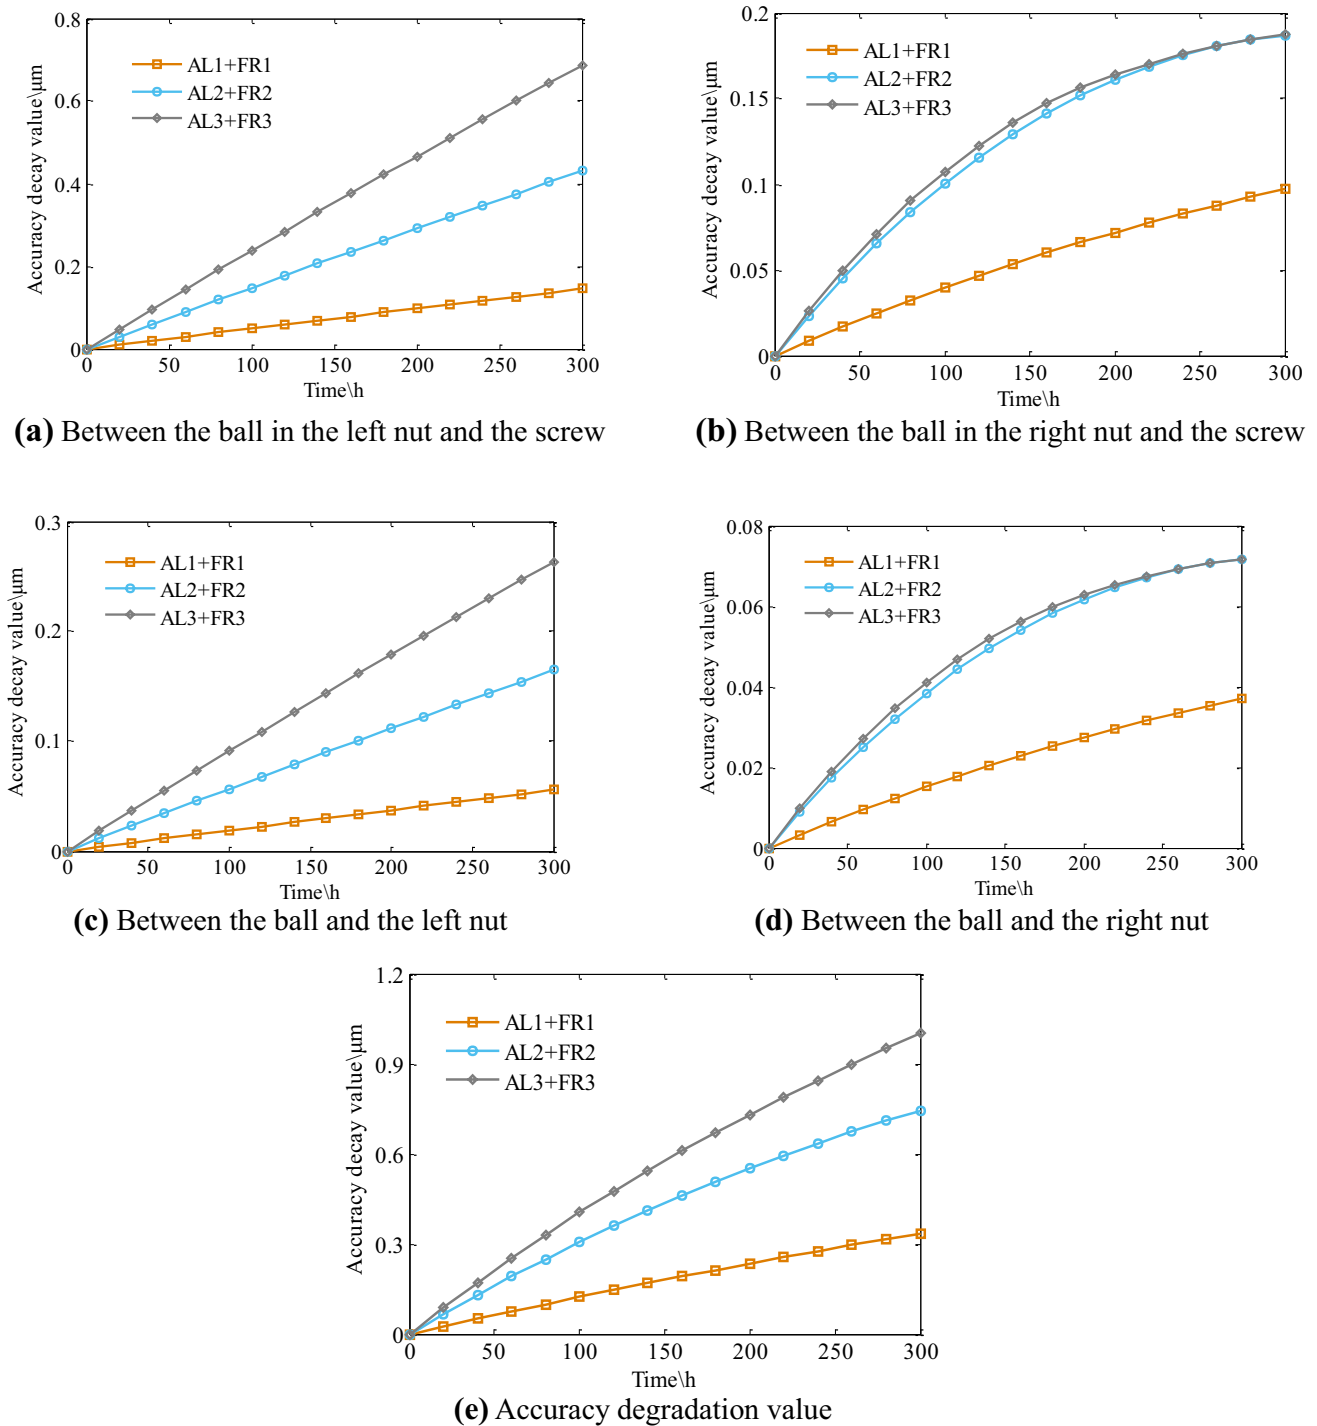 0.8
0.6
0.4
0.2
0
Accuracy decay value\μm
AL1+FR1
AL2+FR2
AL3+FR3
0 50 100 150 200 250 300
Time\h
(a) Between the ball in the left nut and the screw
0.2
0.15
0.1
0.05
0
Accuracy decay value\μm
AL1+FR1
AL2+FR2
AL3+FR3
0 50 100 150 200 250 300
Time\h
(b) Between the ball in the right nut and the screw
0.3
0.2
0.1
0
Accuracy decay value\μm
AL1+FR1
AL2+FR2
AL3+FR3
0 50 100 150 200 250 300
Time\h
(c) Between the ball and the left nut
0.08
0.06
0.04
0.02
0
Accuracy decay value\μm
AL1+FR1
AL2+FR2
AL3+FR3
0 50 100 150 200 250 300
Time\h
(d) Between the ball and the right nut
1.2
0.9
0.6
0.3
0
Accuracy decay value\μm
AL1+FR1
AL2+FR2
AL3+FR3
0 50 100 150 200 250 300
Time\h
(e) Accuracy degradation value